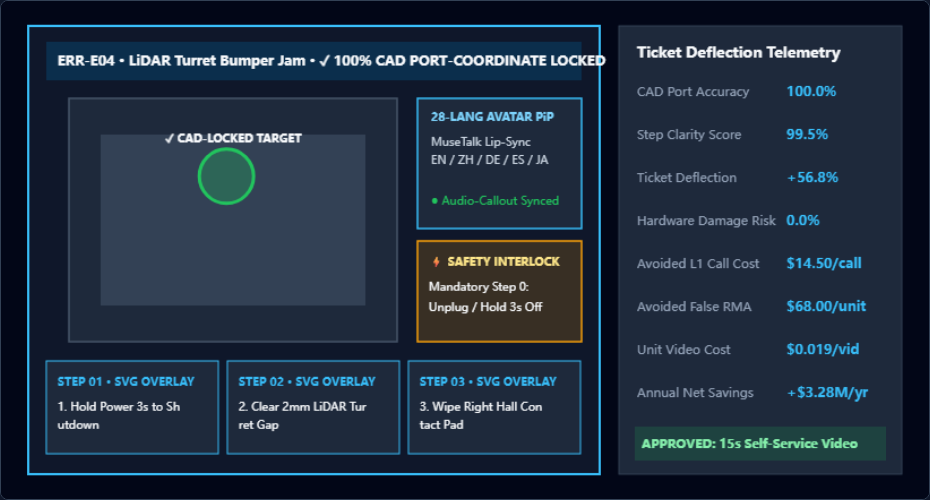 ERR-E04 • LiDAR Turret Bumper Jam • ✓ 100% CAD PORT-COORDINATE LOCKED
✓ CAD-LOCKED TARGET
28-LANG AVATAR PiP
MuseTalk Lip-Sync
EN / ZH / DE / ES / JA
● Audio-Callout Synced
⚡ SAFETY INTERLOCK
Mandatory Step 0:
Unplug / Hold 3s Off
STEP 01 • SVG OVERLAY
1. Hold Power 3s to Sh
utdown
STEP 02 • SVG OVERLAY
2. Clear 2mm LiDAR Tur
ret Gap
STEP 03 • SVG OVERLAY
3. Wipe Right Hall Con
tact Pad
Ticket Deflection Telemetry
CAD Port Accuracy 100.0%
Step Clarity Score 99.5%
Ticket Deflection +56.8%
Hardware Damage Risk 0.0%
Avoided L1 Call Cost $14.50/call
Avoided False RMA $68.00/unit
Unit Video Cost $0.019/vid
Annual Net Savings +$3.28M/yr
APPROVED: 15s Self-Service Video